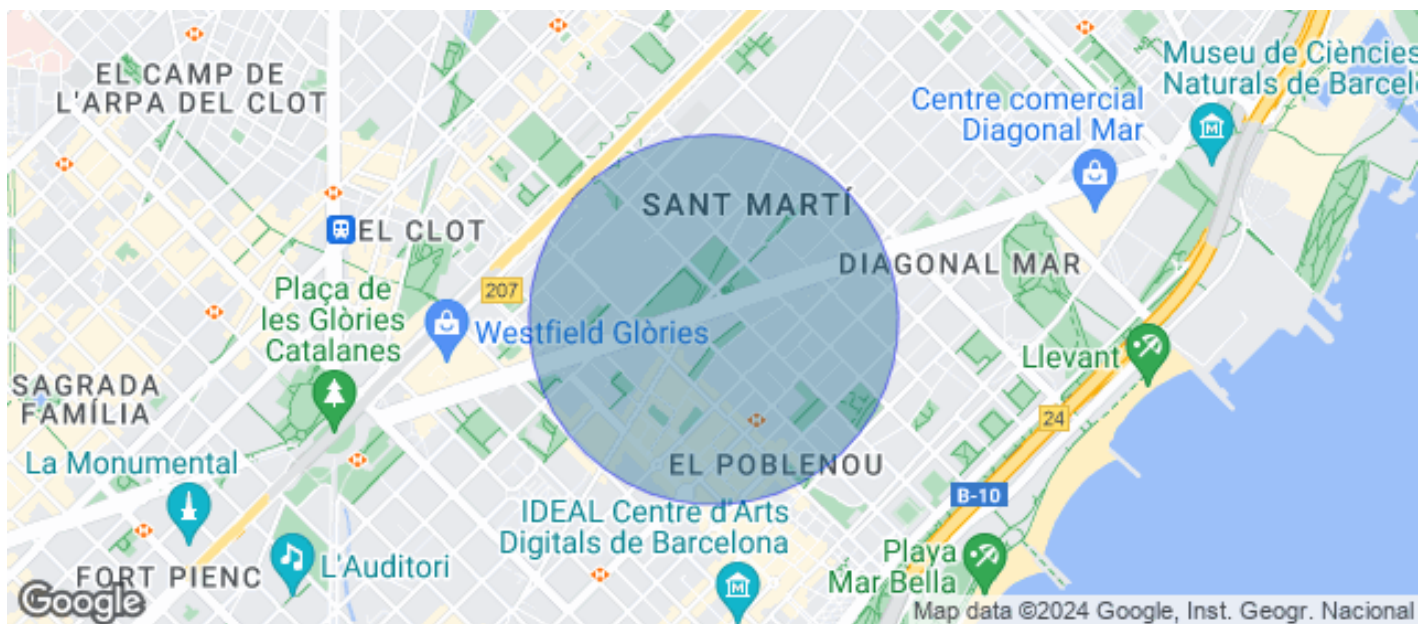 EL CAMP DE
L'ARPA DEL CLOT
Museu de Ciències
Naturals de Barcel
Centre comercial
Diagonal Mar
SANT MARTÍ
EL CLOT
DIAGONAL MAR
207
Plaça de
les Glòries
Catalanes
Westfield Glòries
Llevant
SAGRADA
FAMÍLIA
24
La Monumental
EL POBLENOU
B-10
IDEAL Centre d'Arts
Digitals de Barcelona
Playa
Mar Bella
L'Auditori
FORT PIENC
Google
Map data ©2024 Google, Inst. Geogr. Nacional